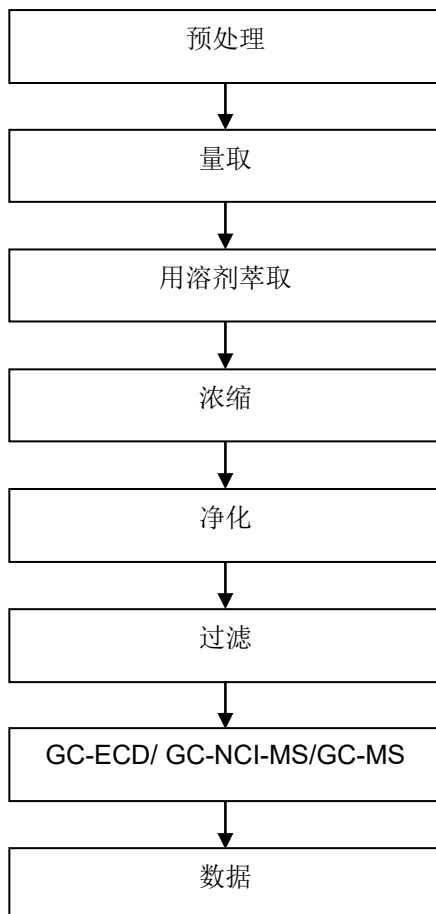 预处理
量取
用溶剂萃取
浓缩
净化
过滤
GC-ECD/ GC-NCI-MS/GC-MS
数据